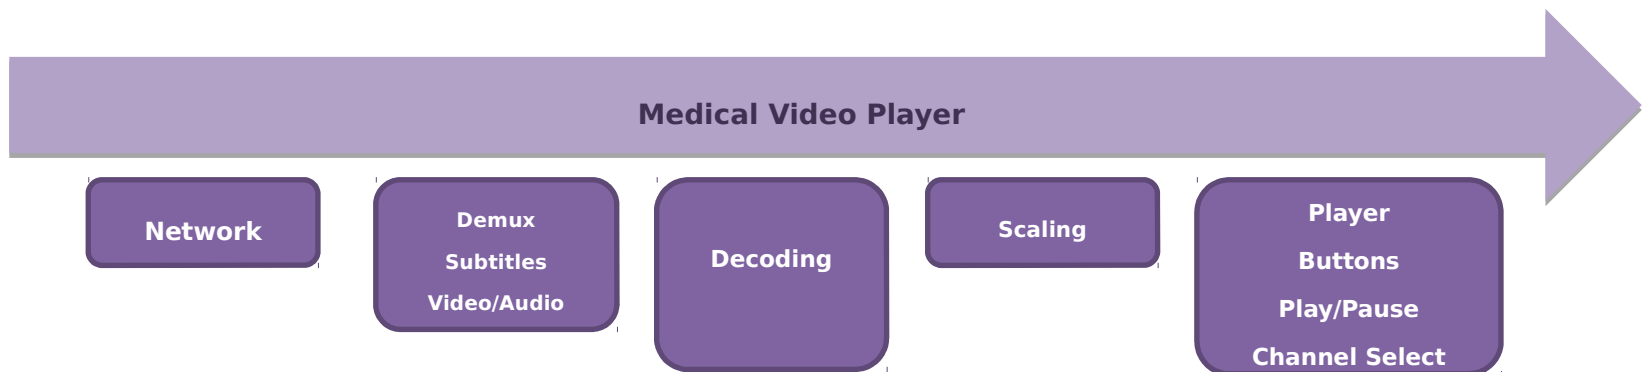 Medical Video Player
Network
Demux
Subtitles
Video/Audio
Decoding
Scaling
Player
Buttons
Play/Pause
Channel Select